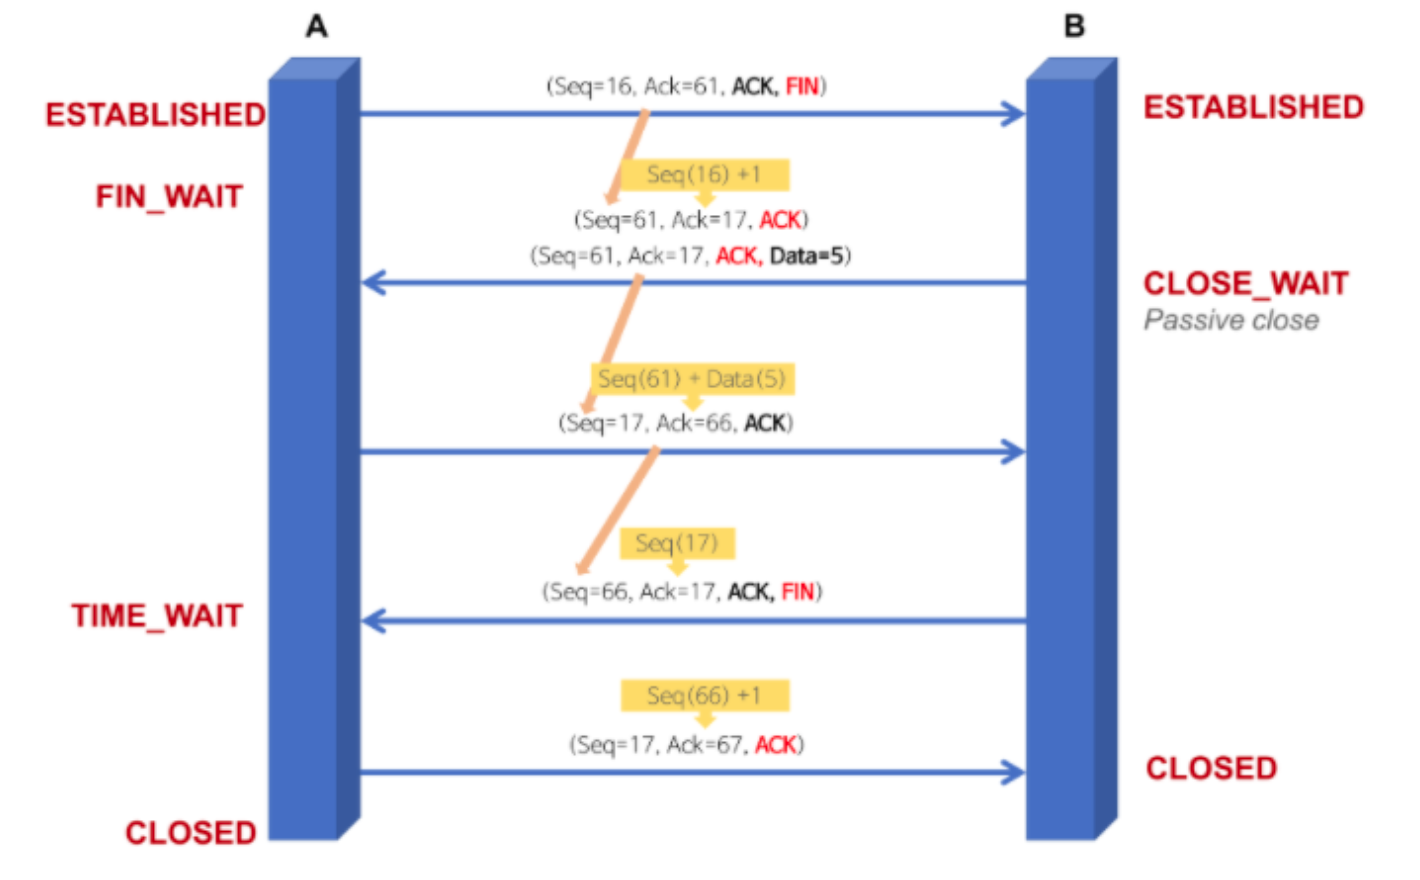 A
B
(Seq=16, Ack=61, ACK, FIN)
ESTABLISHED
ESTABLISHED
Seq(16) +1
FIN_WAIT
(Seq=61, Ack=17, ACK)
(Seq=61, Ack=17, ACK, Data=5)
CLOSE_WAIT
Passive close
Seq(61) + Data(5)
(Seq=17, Ack=66, ACK)
Seq(17)
(Seq=66, Ack=17, ACK, FIN)
TIME_WAIT
Seq(66) +1
(Seq=17, Ack=67, ACK)
CLOSED
CLOSED